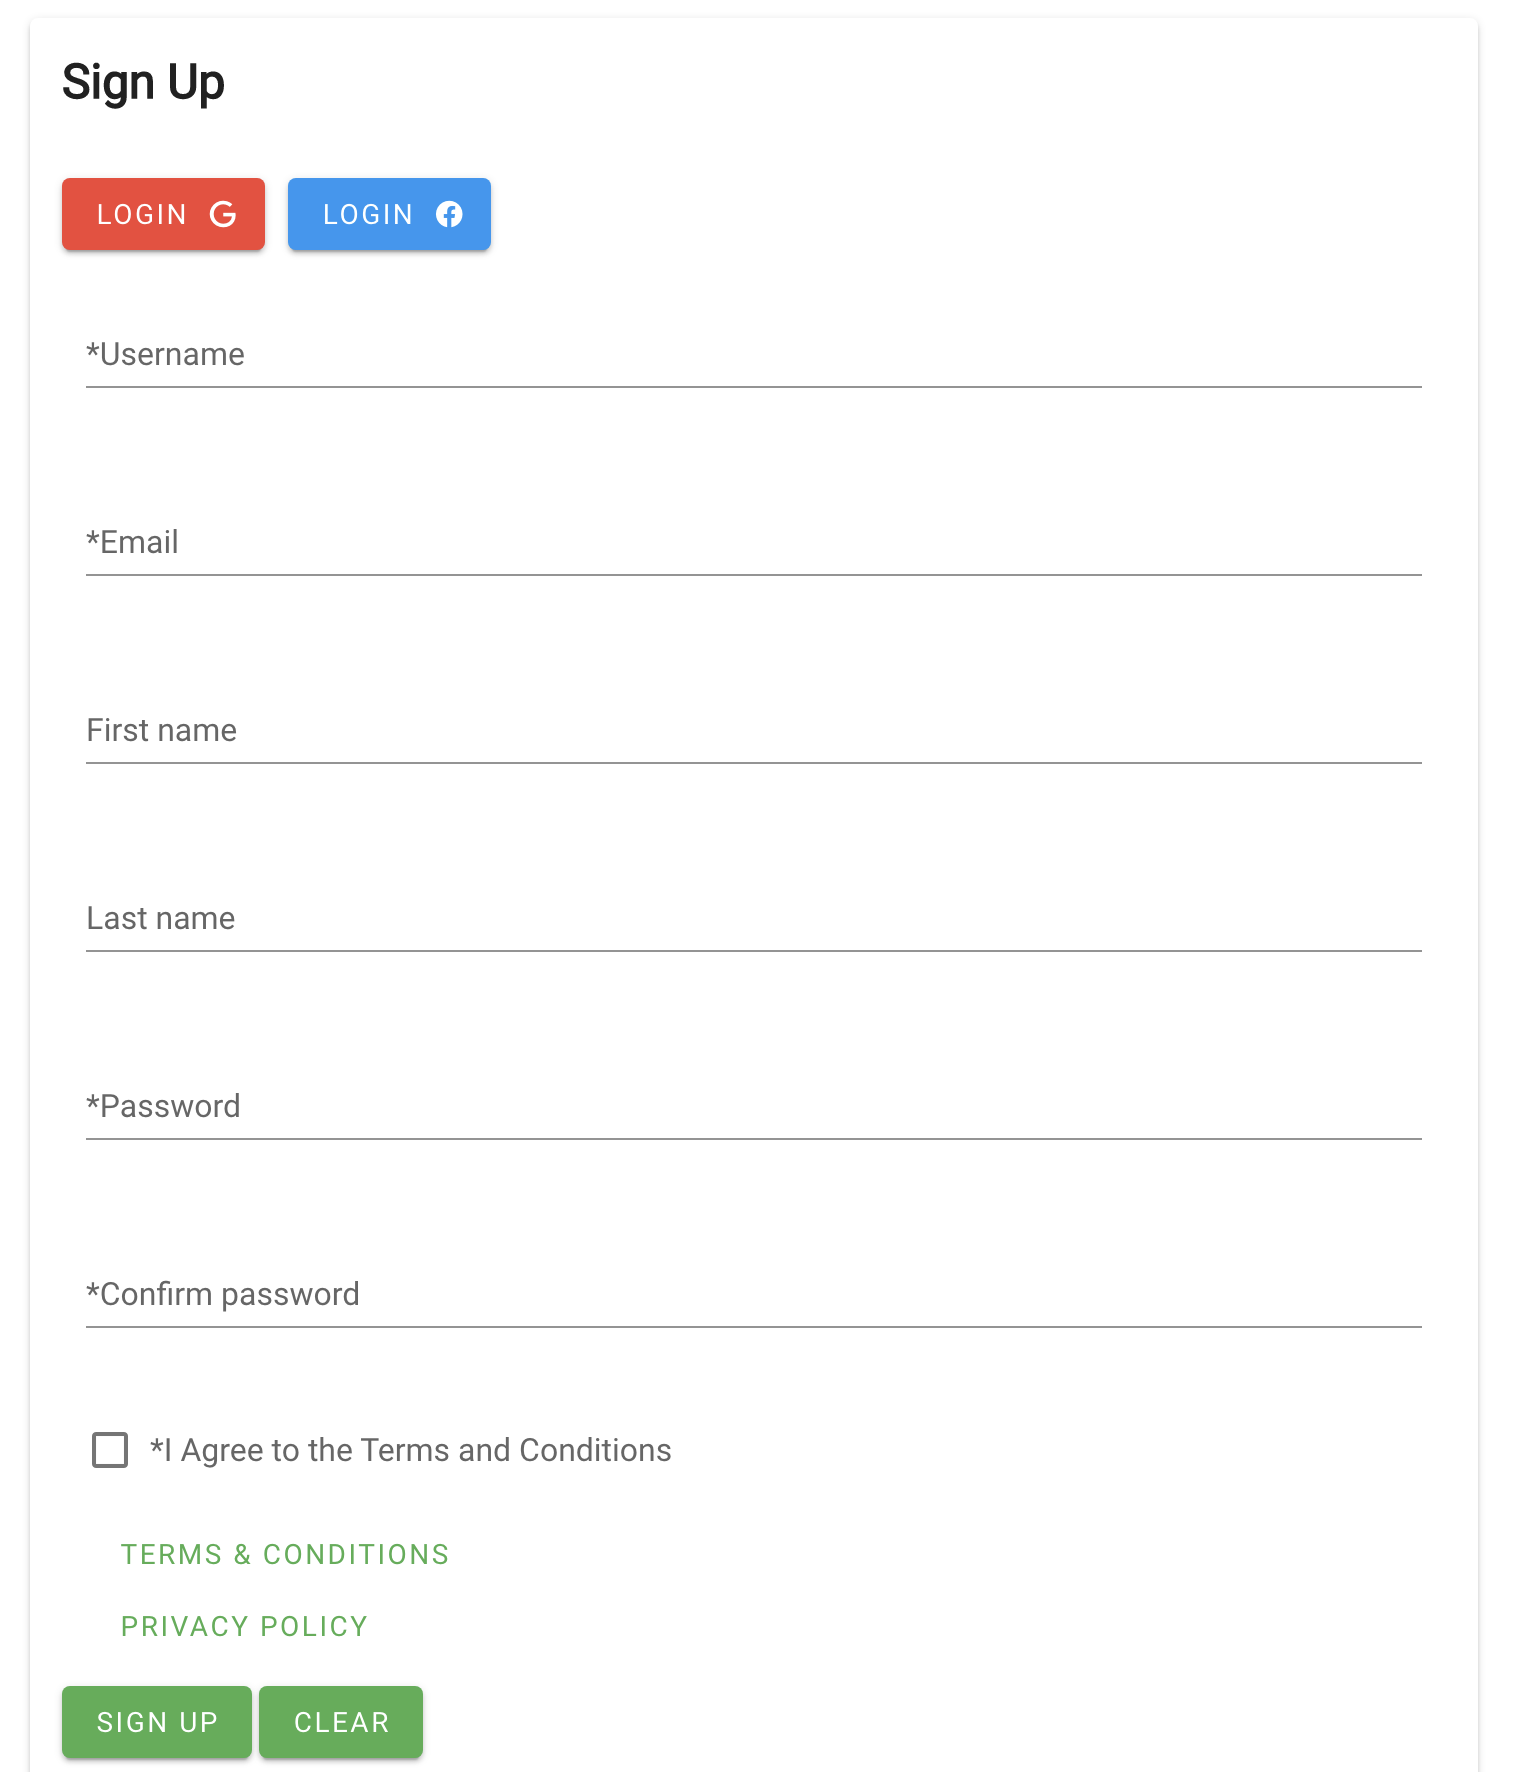 Sign Up
LOGIN LOGIN
*Username
*Email
First name
Last name
*Password
*Confirm password
*I Agree to the Terms and Conditions
TERMS & CONDITIONS
PRIVACY POLICY
SIGN UP CLEAR